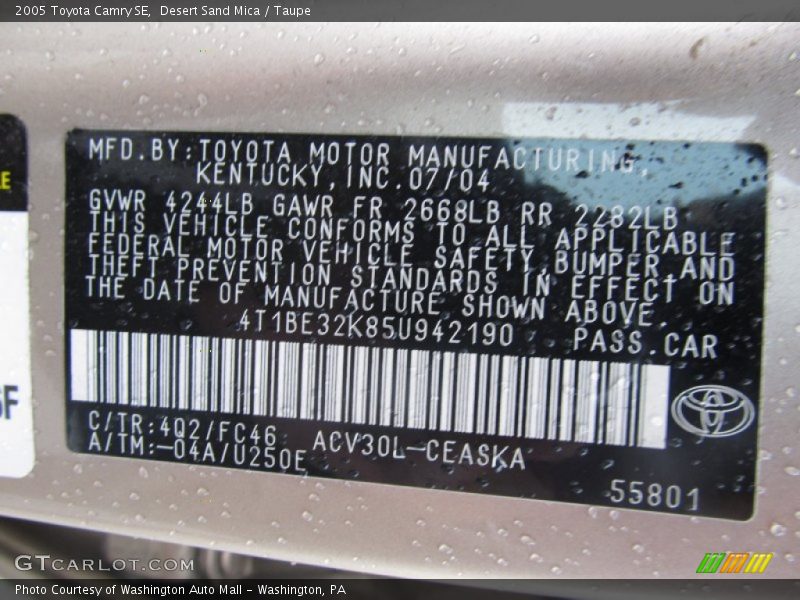 2005 Toyota Camry SE, Desert Sand Mica / Taupe
MFD.BY:TOYOTA MOTOR MANUFACTURING,
KENTUCKY,INC.07/04
GVWR 4244LB GAWR FR 2668LB RR 2282LB
THIS VEHICLE CONFORMS TO ALL APPLICABLE
FEDERAL MOTOR VEHICLE SAFETY,BUMPER,AND
THEFT PREVENTION STANDARDS IN EFFECT ON
THE DATE OF MANUFACTURE SHOWN ABOVE.
4T1BE32K85U942190 PASS.CAR
C/TR:4Q2/FC46 ACV30L-CEASKA
A/TM:-04A/U250E
55801
GTCARLOT.COM
Photo Courtesy of Washington Auto Mall – Washington, PA